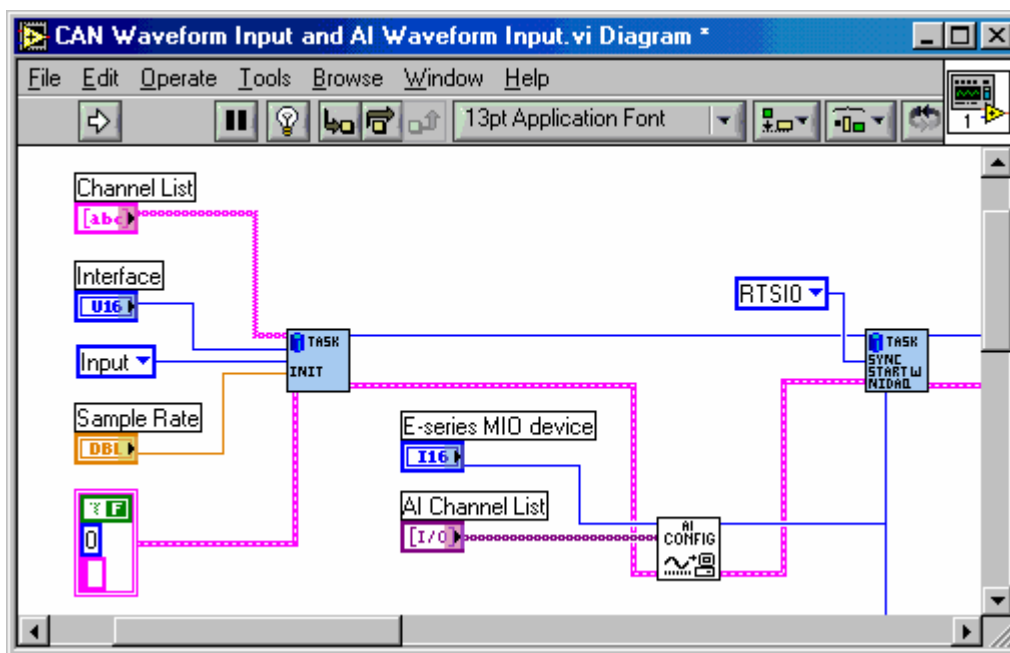 CAN Waveform Input and AI Waveform Input.vi Diagram *
File Edit Operate Tools Browse Window Help
13pt Application Font
1
Channel List
[abc]
Interface
U16
RTSI0
Input
TASK
INIT
TASK
SYNC
START W
NIDAQ
Sample Rate
DBL
E-series MIO device
I16
F
0
AI Channel List
[I/O]
AI
CONFIG